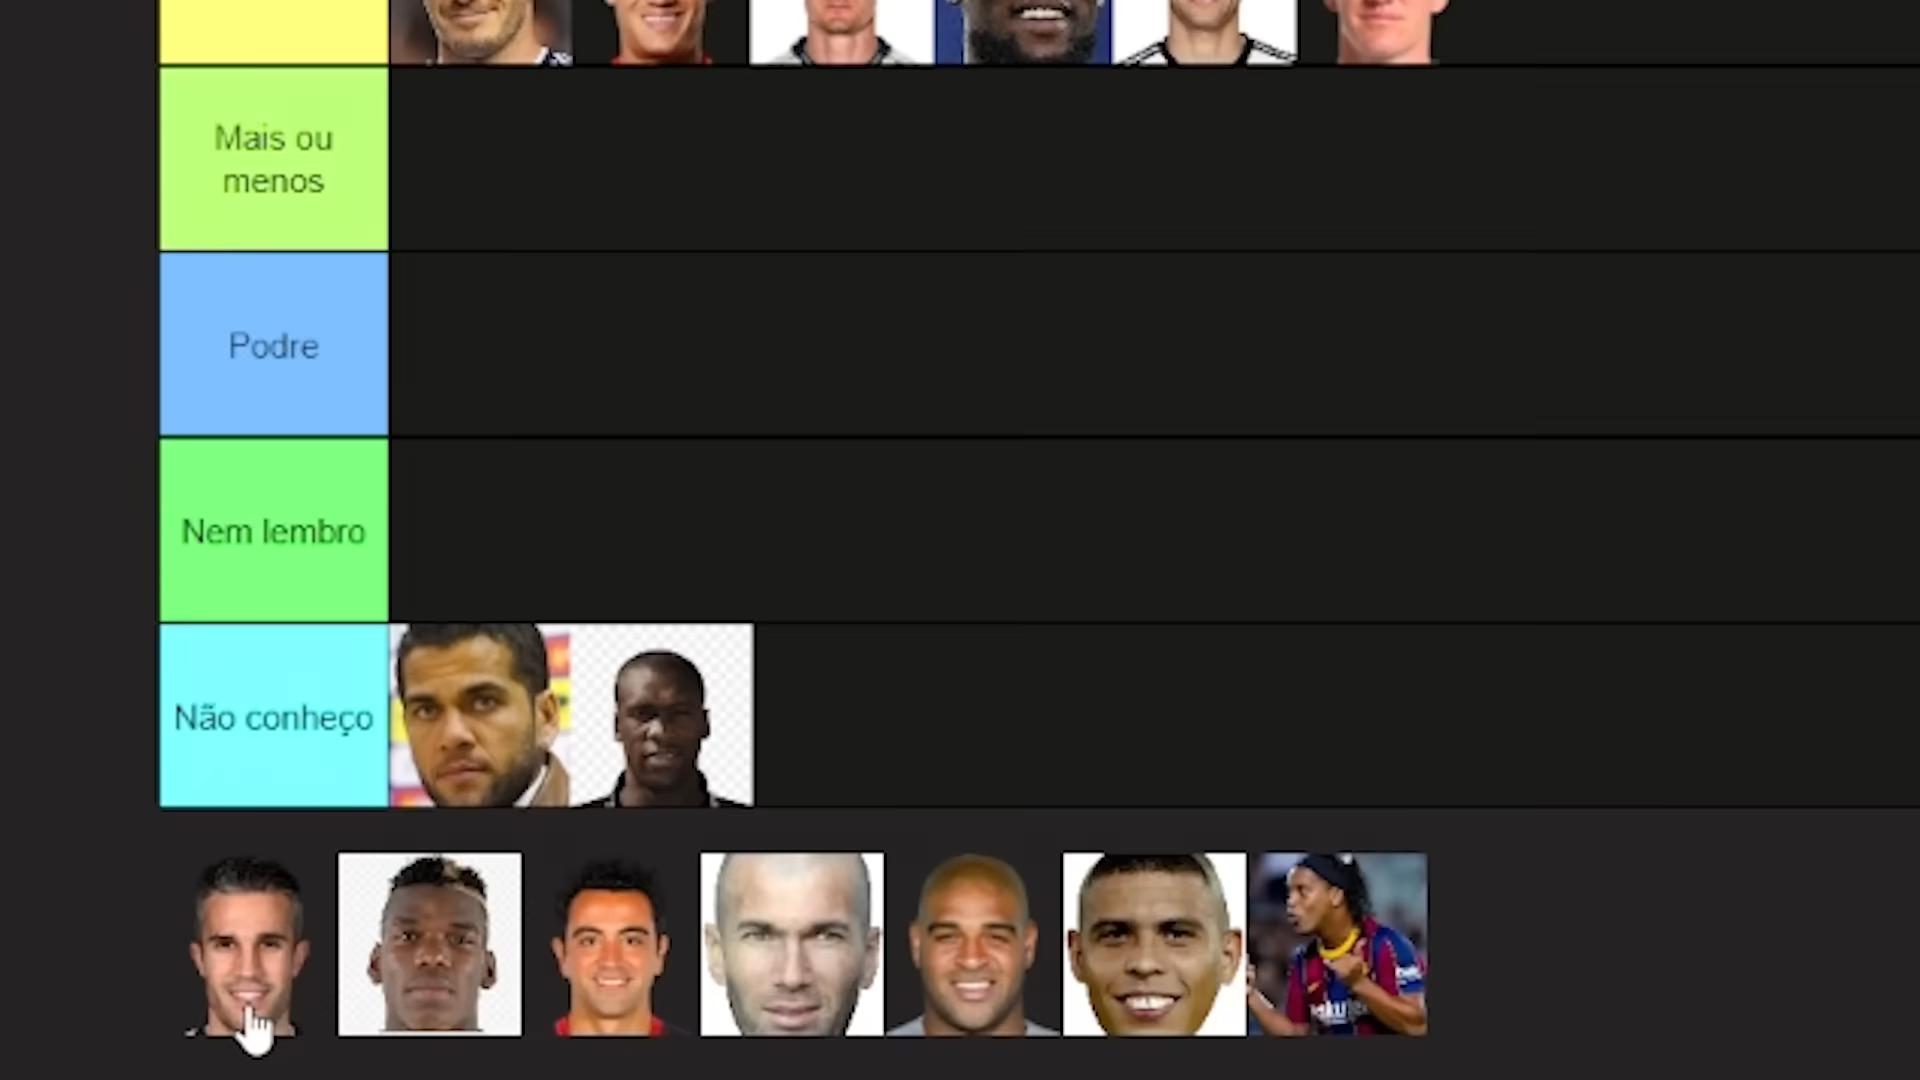 Mais ou
menos
Podre
Nem lembro
Não conheço